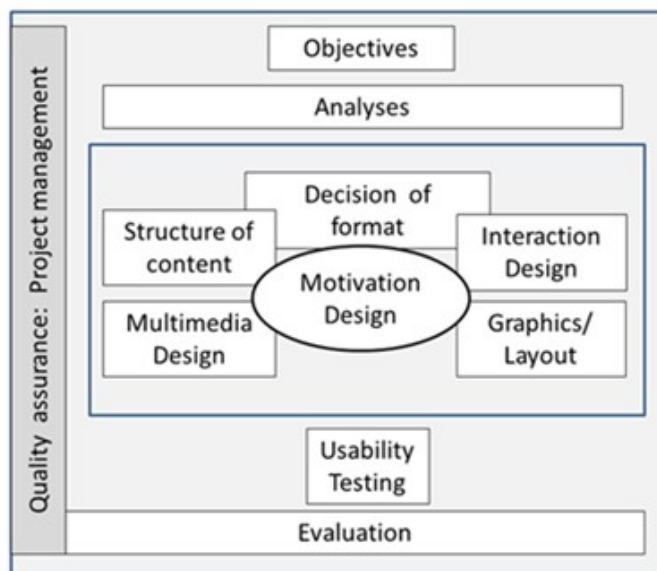 Quality assurance: Project management
Objectives
Analyses
Decision of
format
Structure of
content
Interaction
Design
Motivation
Design
Multimedia
Design
Graphics/
Layout
Usability
Testing
Evaluation